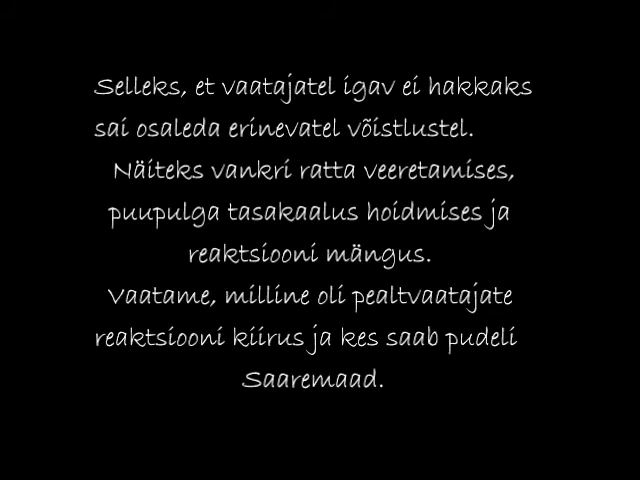 Selleks, et vaatajatel igav ei hakkaks
sai osaleda erinevatel võistlustel.
Näiteks vankri ratta veeretamises,
puupulga tasakaalus hoidmises ja
reaktsiooni mängus.
Vaatame, milline oli pealtvaatajate
reaktsiooni kiirus ja kes saab pudeli
Saaremaad.